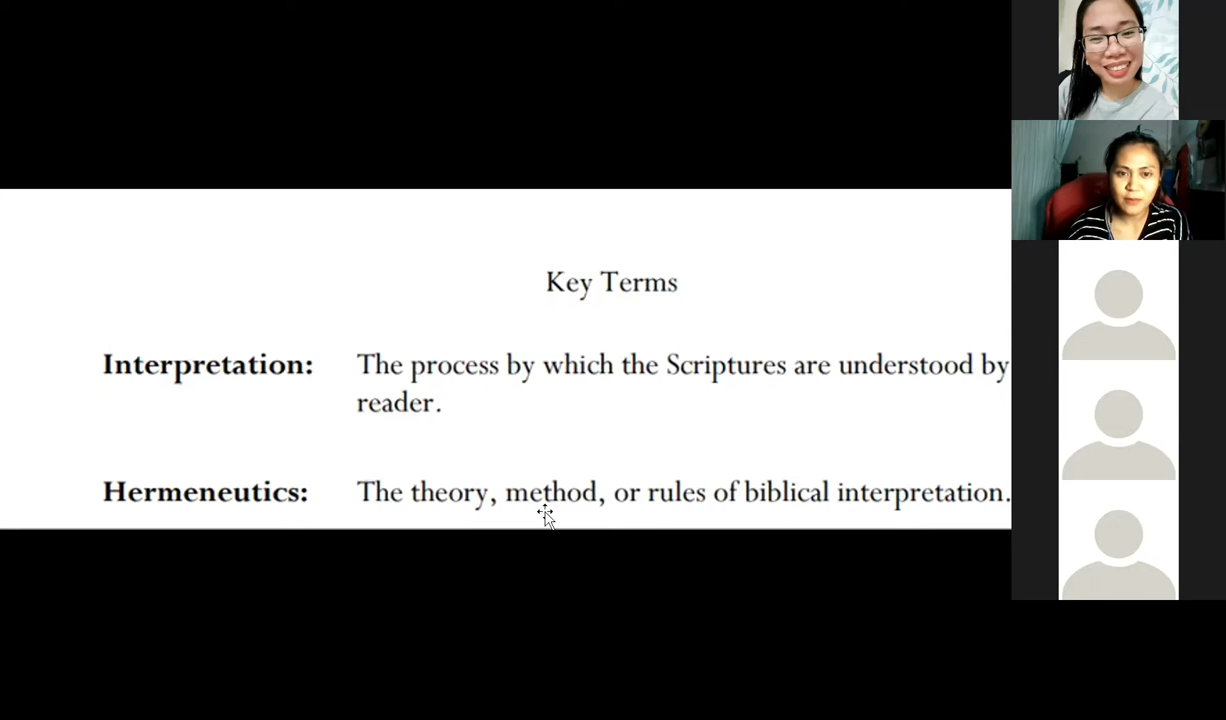 Key Terms
Interpretation: The process by which the Scriptures are understood by
reader.
Hermeneutics: The theory, method, or rules of biblical interpretation.